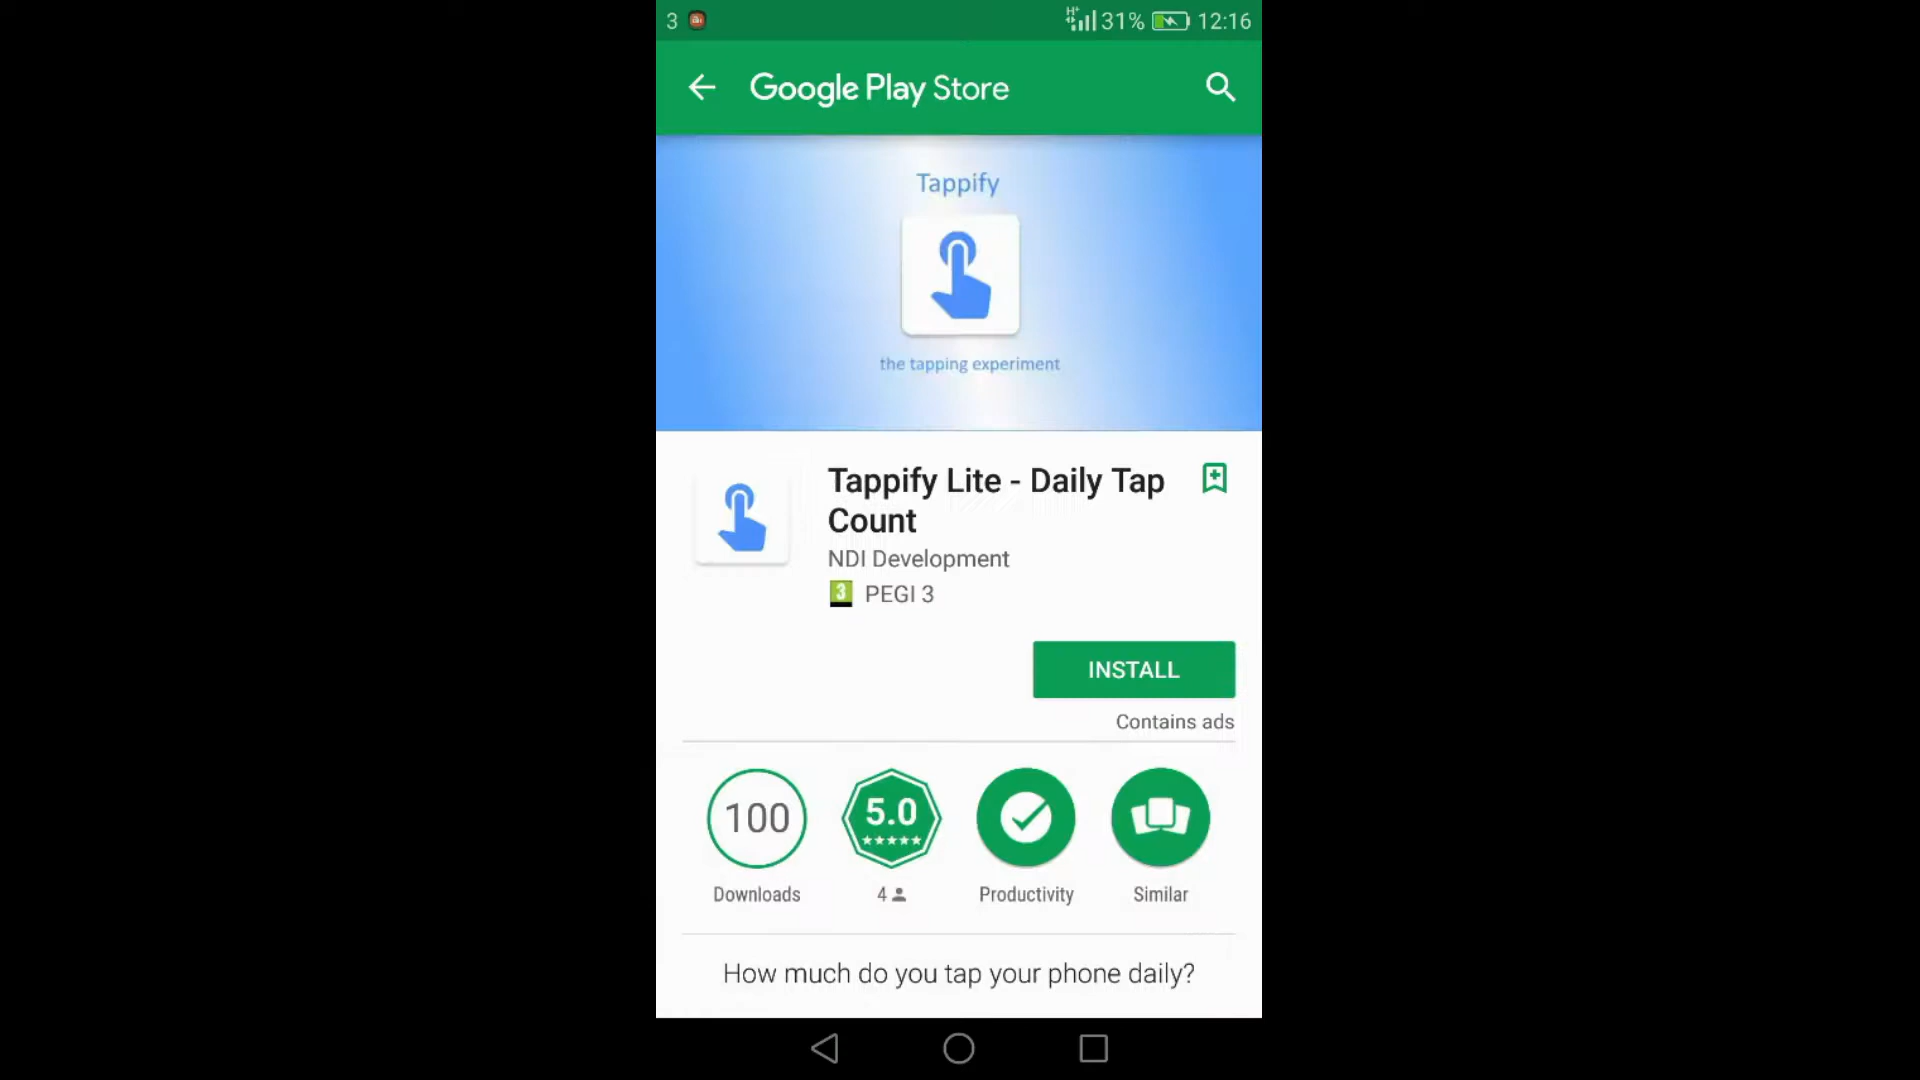 3 H+ 31% 12:16
Google Play Store
Tappify
the tapping experiment
Tappify Lite - Daily Tap
Count
NDI Development
3 PEGI 3
INSTALL
Contains ads
100 5.0
Downloads 4 Productivity Similar
How much do you tap your phone daily?